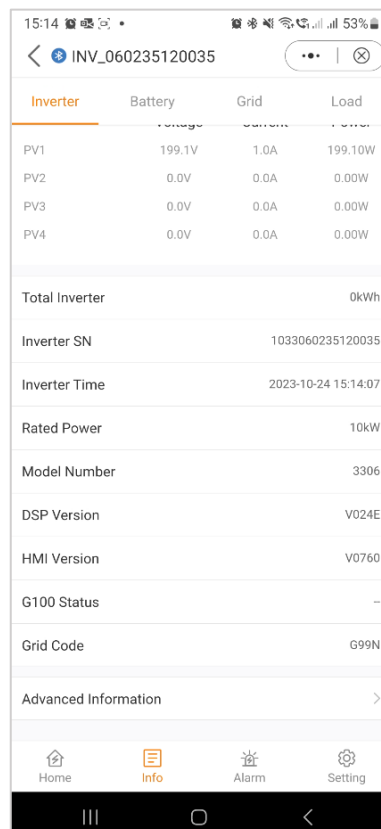 15:14 53%
INV_060235120035
Inverter Battery Grid Load
Voltage Current Power
PV1 199.1V 1.0A 199.10W
PV2 0.0V 0.0A 0.00W
PV3 0.0V 0.0A 0.00W
PV4 0.0V 0.0A 0.00W
Total Inverter 0kWh
Inverter SN 1033060235120035
Inverter Time 2023-10-24 15:14:07
Rated Power 10kW
Model Number 3306
DSP Version V024E
HMI Version V0760
G100 Status --
Grid Code G99N
Advanced Information
Home Info Alarm Setting